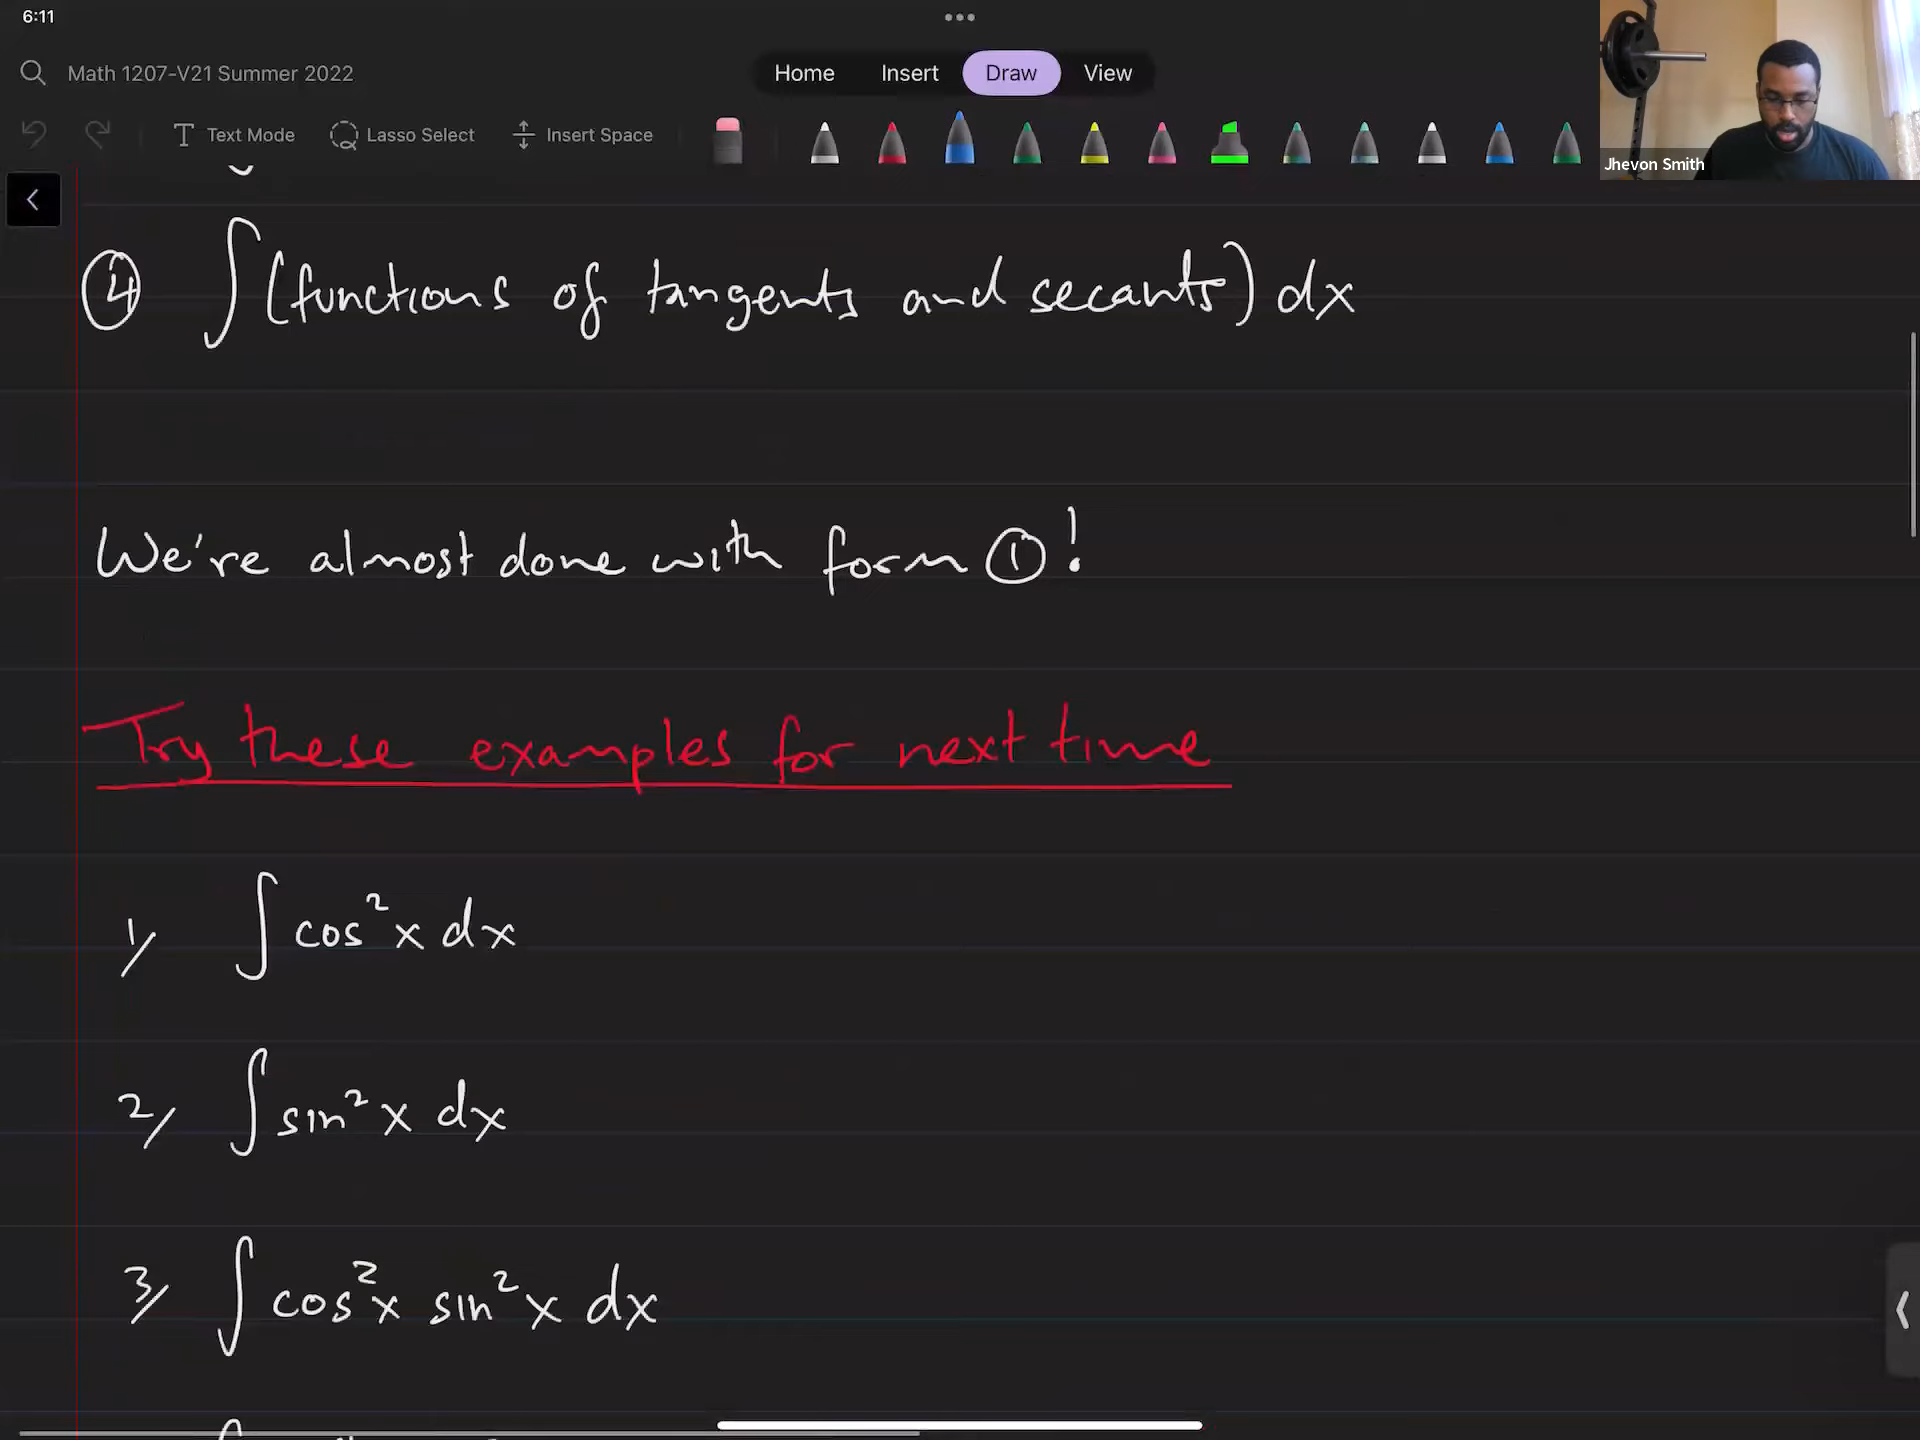 6:11
Math 1207-V21 Summer 2022
Home Insert Draw View
Text Mode Lasso Select Insert Space
Jhevon Smith
④ ∫(functions of tangents and secants) dx
We're almost done with form ①!
Try these examples for next time
1/ ∫cos²x dx
2/ ∫sin²x dx
3/ ∫cos²x sin²x dx